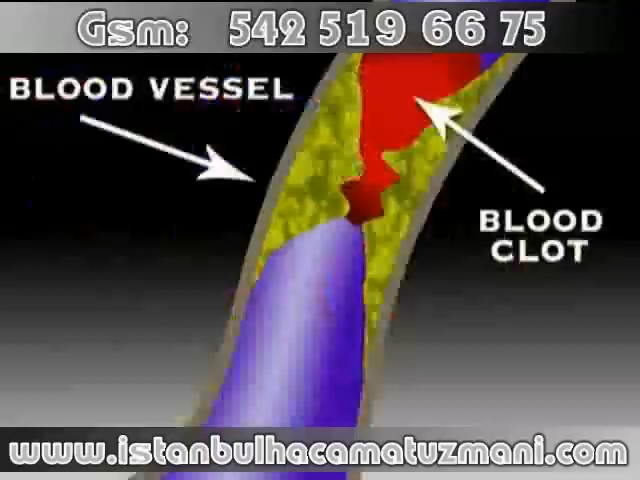 Gsm: 542 519 66 75
BLOOD VESSEL
BLOOD
CLOT
www.istanbulhacamatuzmani.com